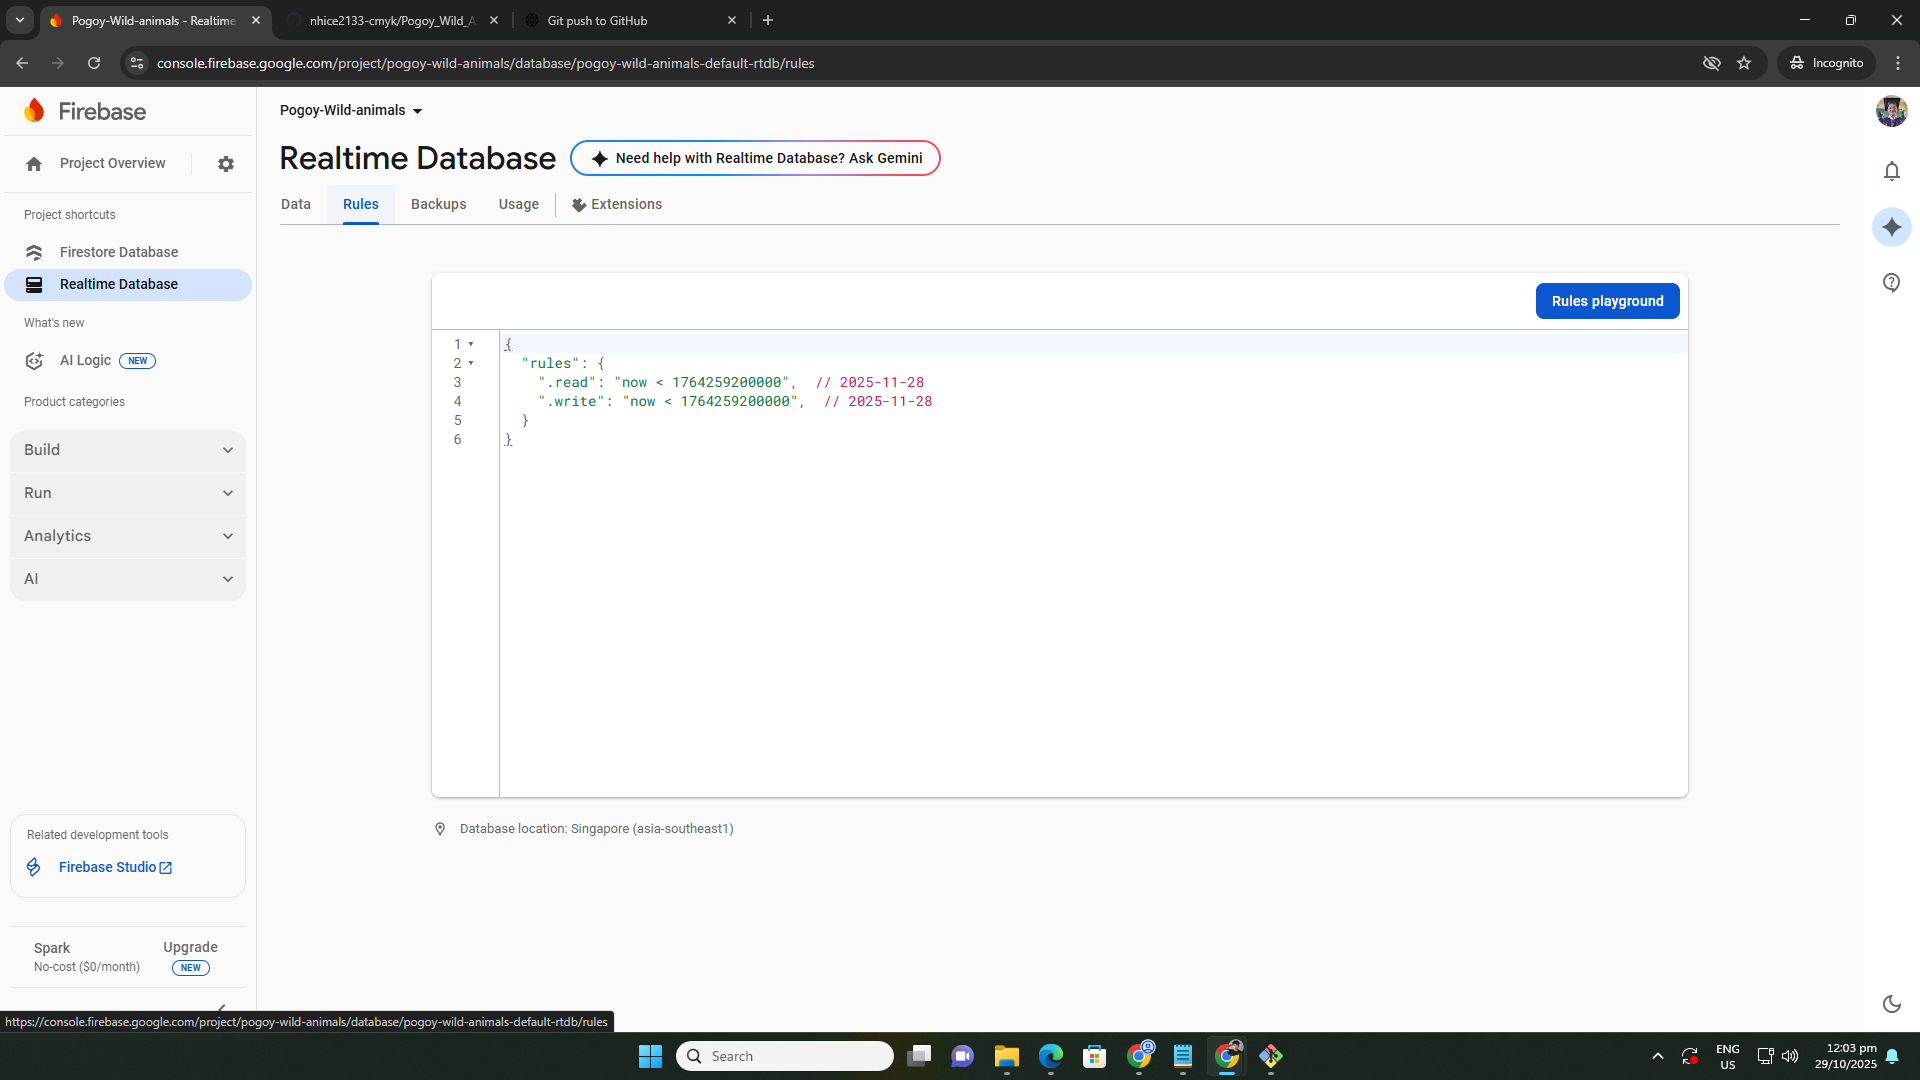 Pogoy-Wild-animals - Realtime
nhice2133-cmyk/Pogoy_Wild_A
Git push to GitHub
console.firebase.google.com/project/pogoy-wild-animals/database/pogoy-wild-animals-default-rtdb/rules
Incognito
Firebase
Project Overview
Project shortcuts
Firestore Database
Realtime Database
What's new
AI Logic NEW
Product categories
Build
Run
Analytics
AI
Related development tools
Firebase Studio
Spark
No-cost ($0/month)
Upgrade
NEW
Pogoy-Wild-animals
Realtime Database
Need help with Realtime Database? Ask Gemini
Data Rules Backups Usage Extensions
Rules playground
1 {
2 "rules": {
3 ".read": "now < 1764259200000",  // 2025-11-28
4 ".write": "now < 1764259200000",  // 2025-11-28
5 }
6 }
Database location: Singapore (asia-southeast1)
https://console.firebase.google.com/project/pogoy-wild-animals/database/pogoy-wild-animals-default-rtdb/rules
Search
ENG
US
12:03 pm
29/10/2025